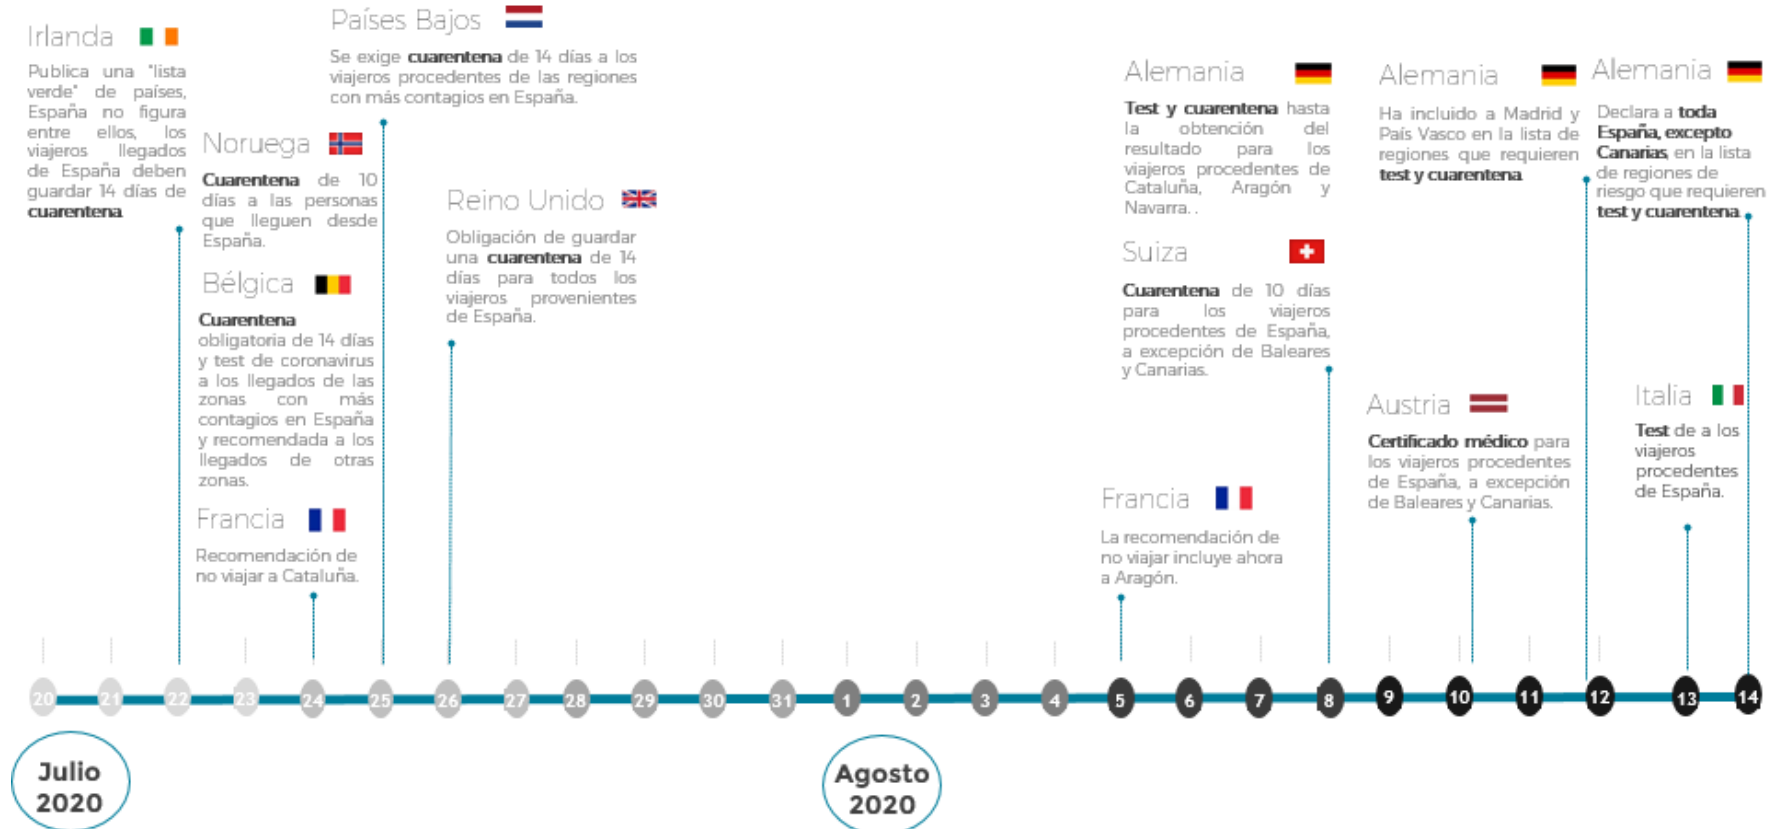 Irlanda
Publica una "lista
verde" de países,
España no figura
entre ellos, los
viajeros llegados
de España deben
guardar 14 días de
cuarentena.
Noruega
Cuarentena de 10
días a las personas
que lleguen desde
España.
Bélgica
Cuarentena
obligatoria de 14 días
y test de coronavirus
a los llegados de las
zonas con más
contagios en España
y recomendada a los
llegados de otras
zonas.
Francia
Recomendación de
no viajar a Cataluña.
Países Bajos
Se exige cuarentena de 14 días a los
viajeros procedentes de las regiones
con más contagios en España.
Reino Unido
Obligación de guardar
una cuarentena de 14
días para todos los
viajeros provenientes
de España.
Francia
La recomendación de
no viajar incluye ahora
a Aragón.
Alemania
Test y cuarentena hasta
la obtención del
resultado para los
viajeros procedentes de
Cataluña, Aragón y
Navarra. .
Suiza
Cuarentena de 10 días
para los viajeros
procedentes de España,
a excepción de Baleares
y Canarias.
Austria
Certificado médico para
los viajeros procedentes
de España, a excepción
de Baleares y Canarias.
Alemania
Ha incluido a Madrid y
País Vasco en la lista de
regiones que requieren
test y cuarentena.
Italia
Test de a los
viajeros
procedentes
de España.
Alemania
Declara a toda
España, excepto
Canarias, en la lista
de regiones de
riesgo que requieren
test y cuarentena.
20 21 22 23 24 25 26 27 28 29 30 31 1 2 3 4 5 6 7 8 9 10 11 12 13 14
Julio
2020
Agosto
2020